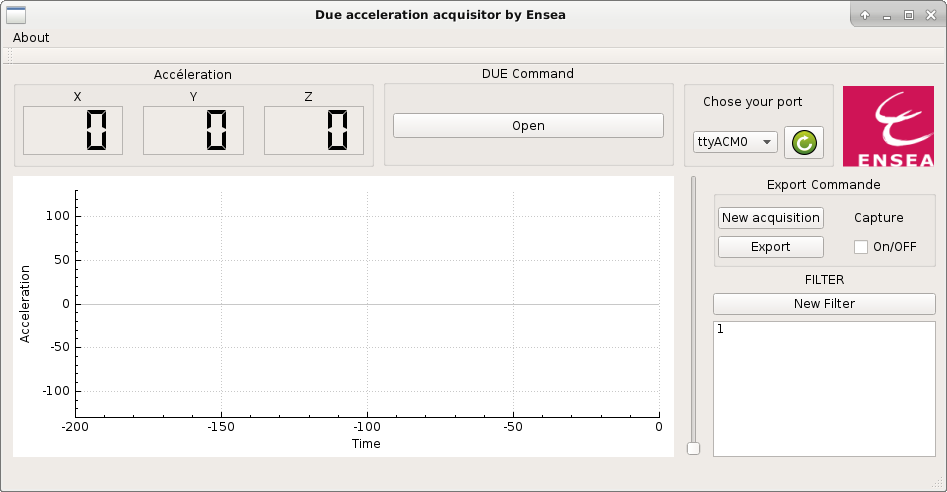 Due acceleration acquisitor by Ensea
About
Accéleration
X Y Z
0 0 0
DUE Command
Open
Chose your port
ttyACM0
ENSEA
100
50
0
-50
-100
Acceleration
-200 -150 -100 -50 0
Time
Export Commande
New acquisition Capture
Export On/OFF
FILTER
New Filter
1